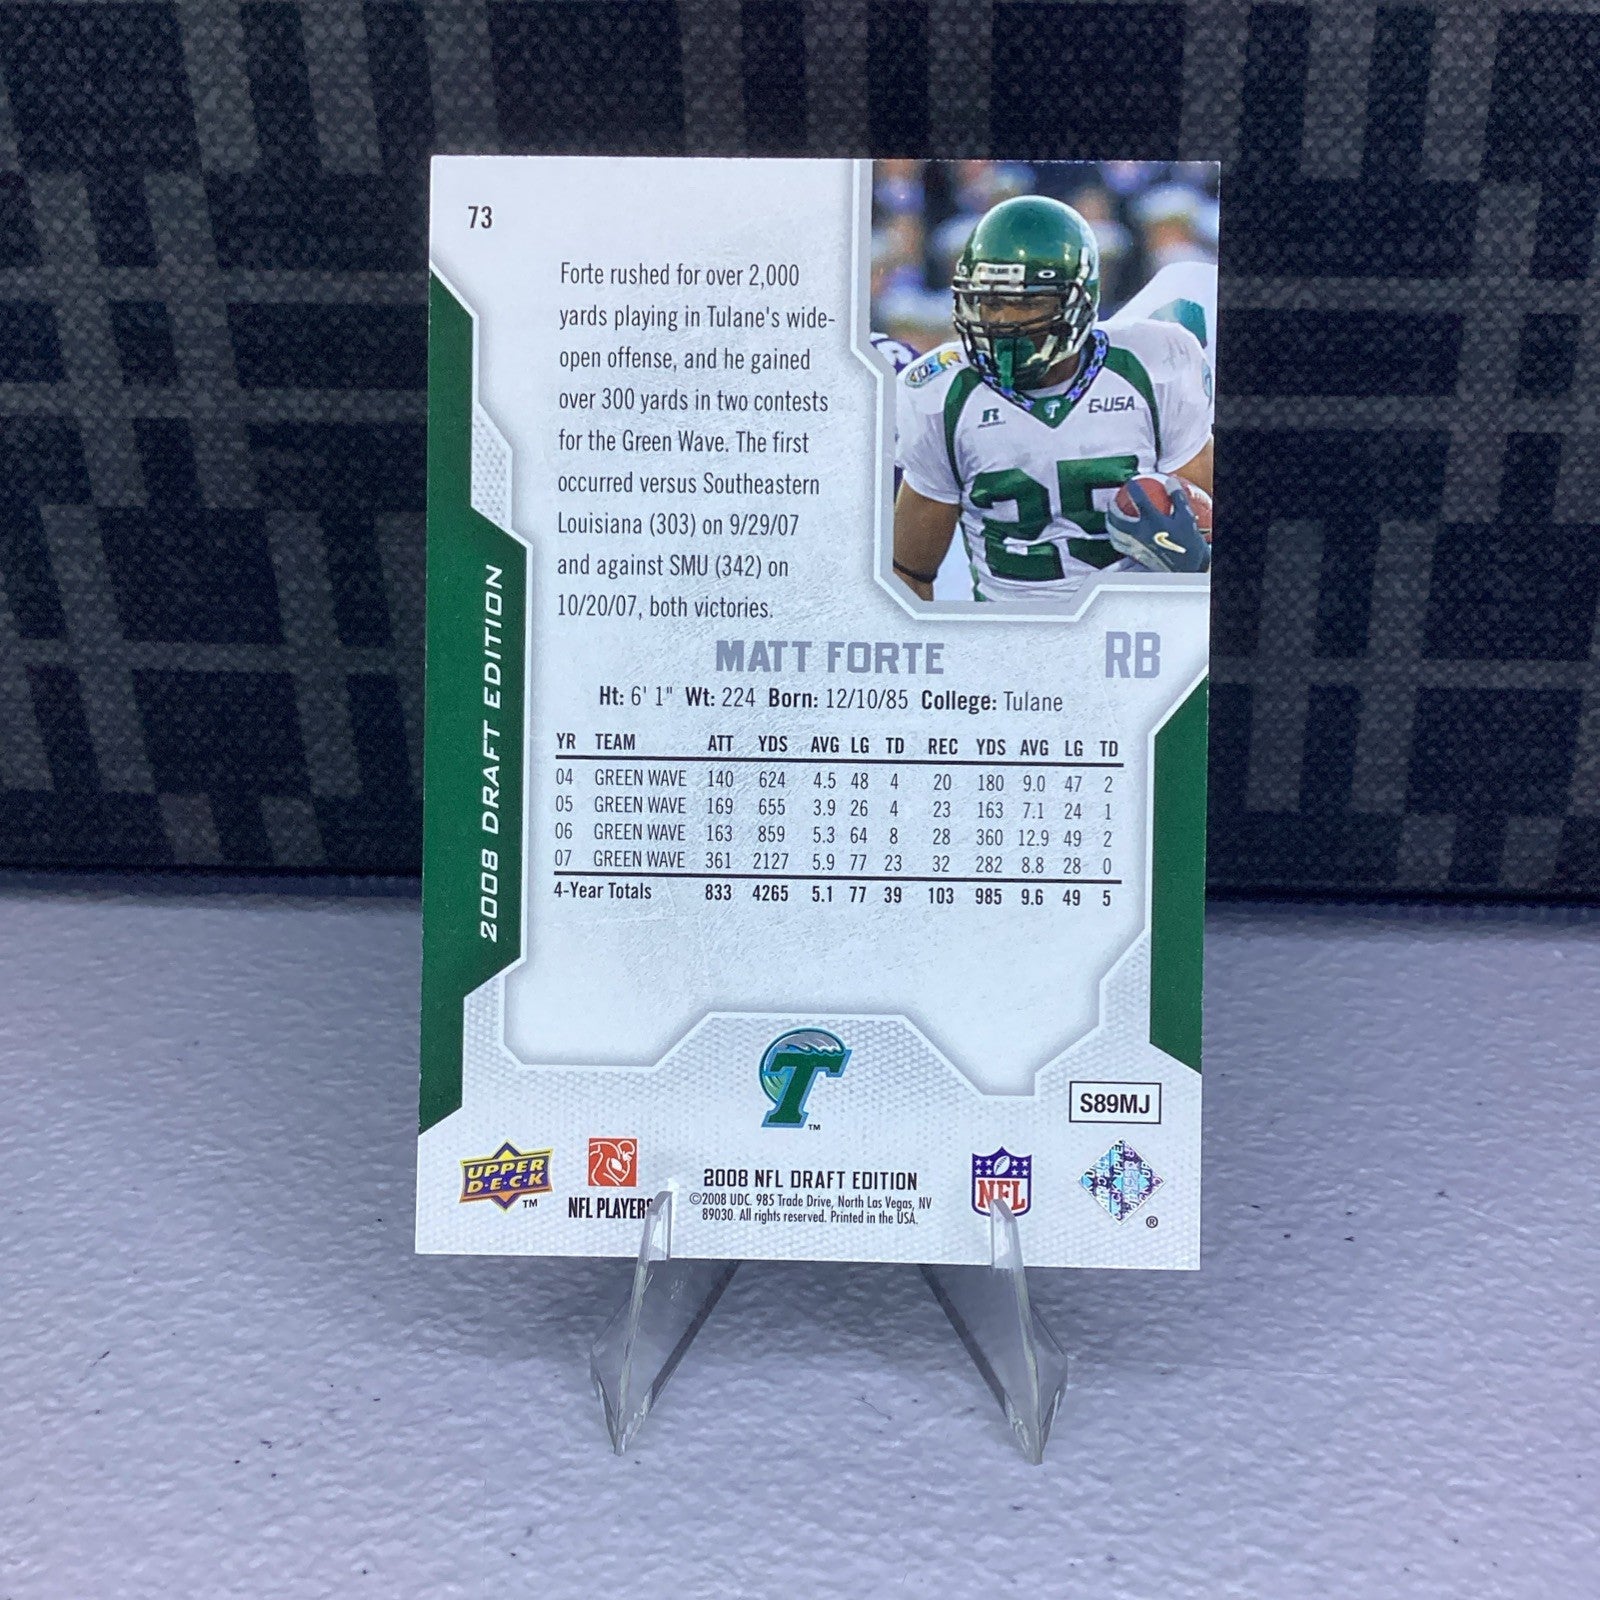 73
Forte rushed for over 2,000
yards playing in Tulane's wide-
open offense, and he gained
over 300 yards in two contests
for the Green Wave. The first
occurred versus Southeastern
Louisiana (303) on 9/29/07
and against SMU (342) on
10/20/07, both victories.
TULANE
R
RUSSELL
T
C-USA
25
2008 DRAFT EDITION
MATT FORTE RB
Ht: 6' 1" Wt: 224 Born: 12/10/85 College: Tulane
YR TEAM ATT YDS AVG LG TD REC YDS AVG LG TD
04 GREEN WAVE 140 624 4.5 48 4 20 180 9.0 47 2
05 GREEN WAVE 169 655 3.9 26 4 23 163 7.1 24 1
06 GREEN WAVE 163 859 5.3 64 8 28 360 12.9 49 2
07 GREEN WAVE 361 2127 5.9 77 23 32 282 8.8 28 0
4-Year Totals 833 4265 5.1 77 39 103 985 9.6 49 5
T
TM
S89MJ
UPPER
D·E·C·K
TM
NFL PLAYERS
2008 NFL DRAFT EDITION
©2008 UDC. 985 Trade Drive, North Las Vegas, NV
89030. All rights reserved. Printed in the USA.
NFL
®